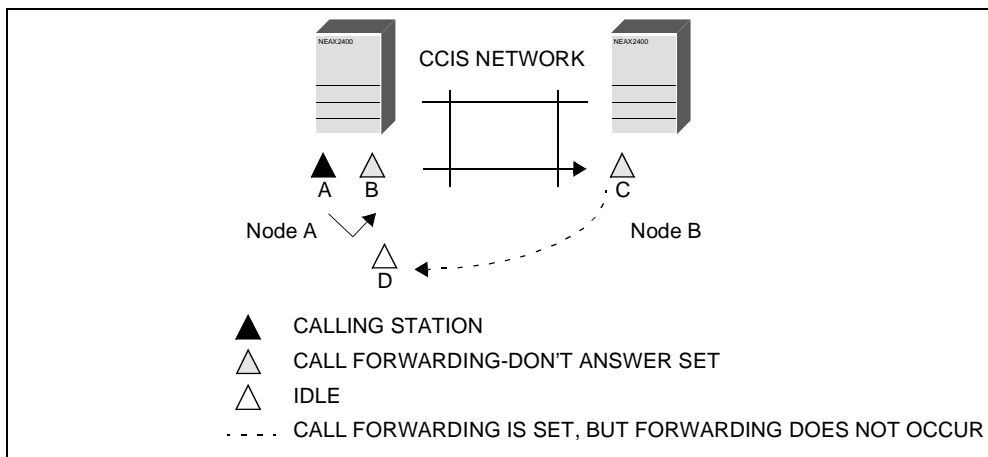 NEAX2400
NEAX2400
CCIS NETWORK
A
B
C
Node A
Node B
D
CALLING STATION
CALL FORWARDING-DON'T ANSWER SET
IDLE
CALL FORWARDING IS SET, BUT FORWARDING DOES NOT OCCUR